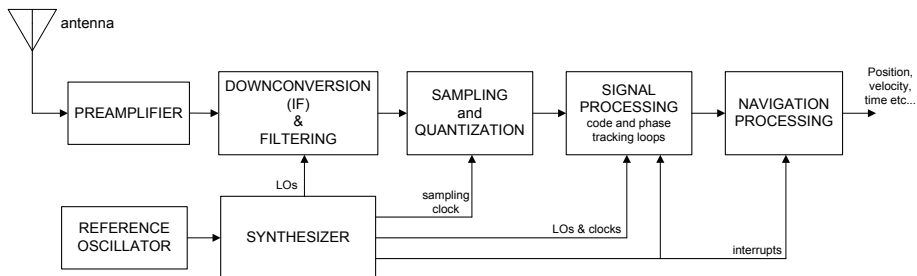 antenna
PREAMPLIFIER
DOWNCONVERSION
(IF)
&
FILTERING
SAMPLING
and
QUANTIZATION
SIGNAL
PROCESSING
code and phase
tracking loops
NAVIGATION
PROCESSING
Position,
velocity,
time etc...
LOs
sampling
clock
LOs & clocks
interrupts
REFERENCE
OSCILLATOR
SYNTHESIZER